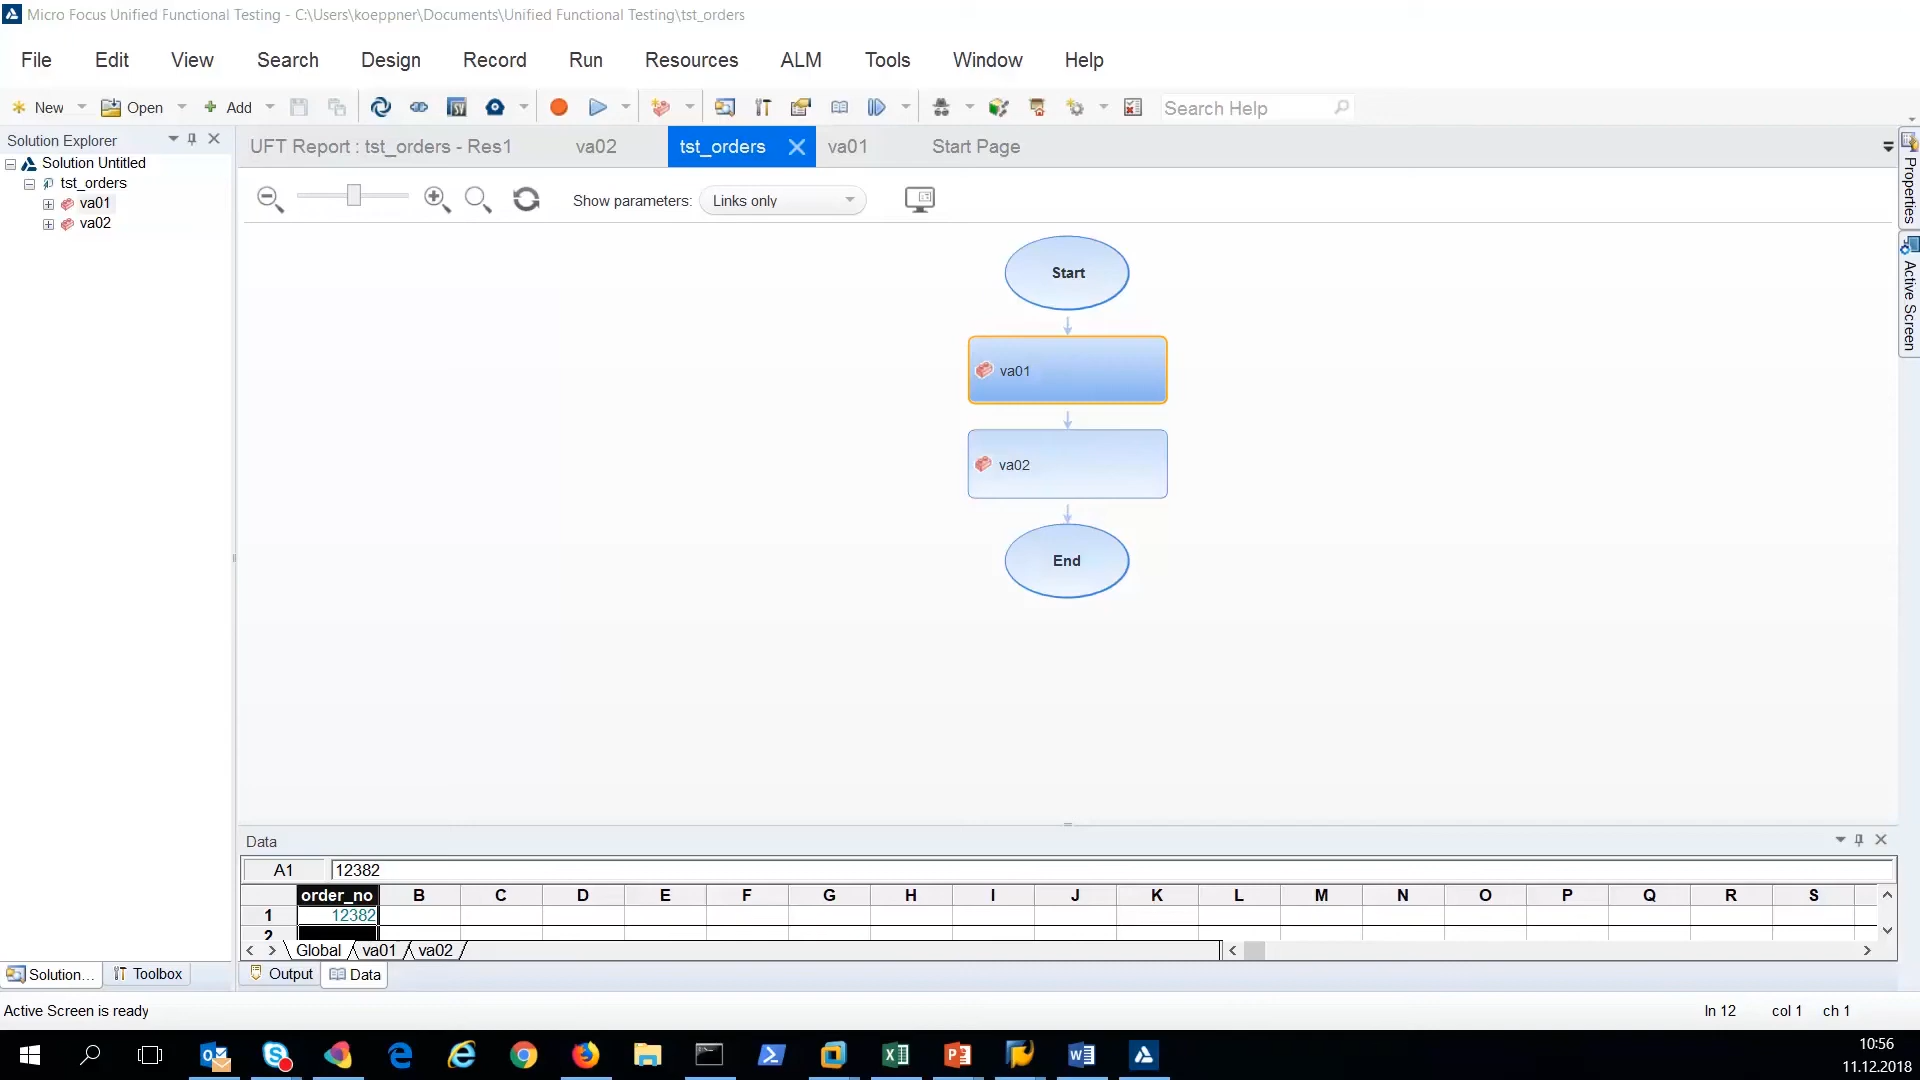 Micro Focus Unified Functional Testing - C:\Users\koeppner\Documents\Unified Functional Testing\tst_orders
File Edit View Search Design Record Run Resources ALM Tools Window Help
New Open Add Search Help
Solution Explorer
Solution Untitled
tst_orders
va01
va02
UFT Report : tst_orders - Res1 va02 tst_orders va01 Start Page
Show parameters: Links only
Start
va01
va02
End
Properties
Active Screen
Data
A1 12382
order_no B C D E F G H I J K L M N O P Q R S
1 12382
2
Global va01 va02
Solution... Toolbox Output Data
Active Screen is ready ln 12 col 1 ch 1
10:56
11.12.2018